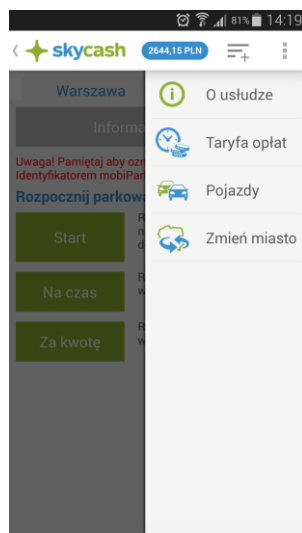 81% 14:19
skycash 2644,15 PLN
Warszawa
O usłudze
Informa
Taryfa opłat
Uwaga! Pamiętaj aby ozn
Identyfikatorem mobiPar
Pojazdy
Rozpocznij parkowa
Start
Zmień miasto
Na czas
Za kwotę